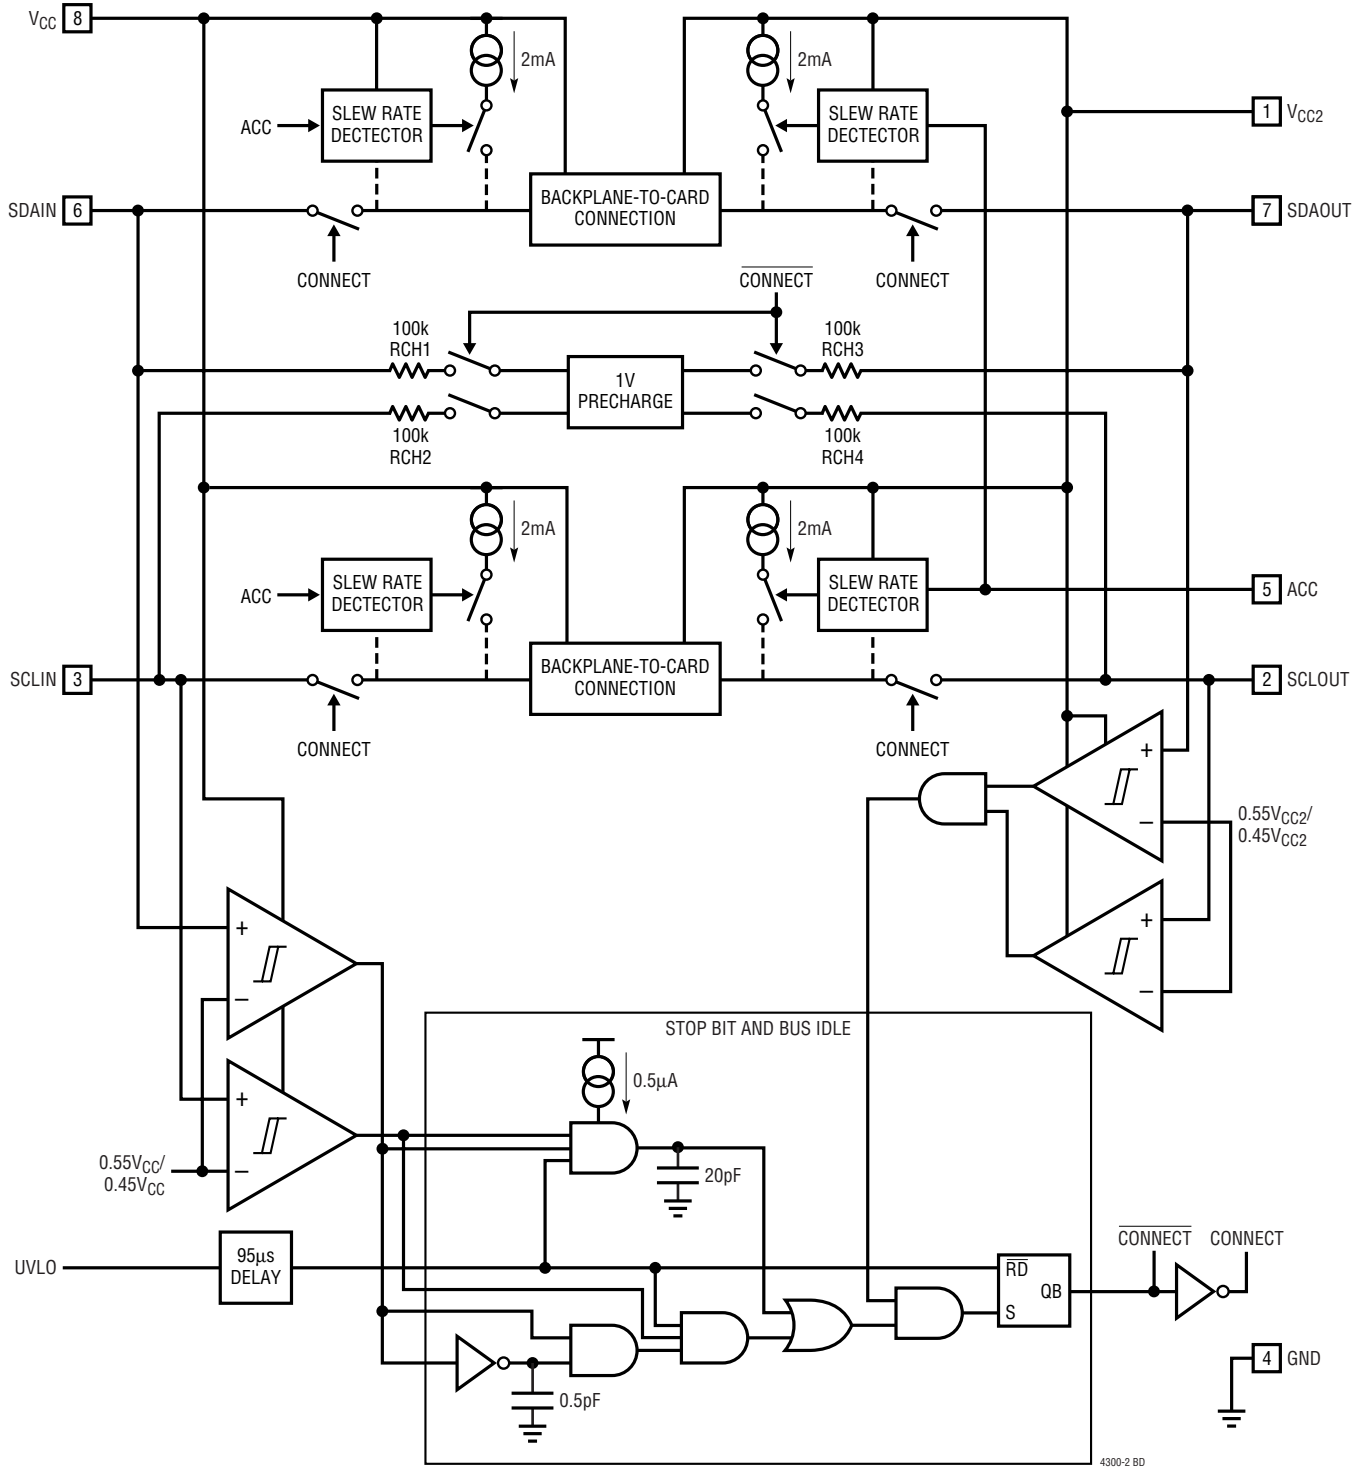 VCC 8
2mA
2mA
SLEW RATE
DECTECTOR
ACC
SLEW RATE
DECTECTOR
1 VCC2
SDAIN 6
BACKPLANE-TO-CARD
CONNECTION
7 SDAOUT
CONNECT
CONNECT
CONNECT
100k
RCH1
100k
RCH3
1V
PRECHARGE
100k
RCH2
100k
RCH4
2mA
2mA
SLEW RATE
DECTECTOR
ACC
SLEW RATE
DECTECTOR
5 ACC
SCLIN 3
BACKPLANE-TO-CARD
CONNECTION
2 SCLOUT
CONNECT
CONNECT
+
−
0.55VCC2/
0.45VCC2
+
−
+
−
STOP BIT AND BUS IDLE
0.5µA
+
−
0.55VCC/
0.45VCC
20pF
UVLO
95µs
DELAY
RD
QB
S
CONNECT
CONNECT
0.5pF
4 GND
4300-2 BD